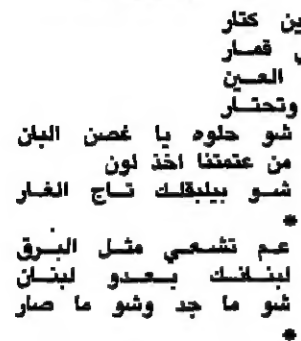 ين كتار
قمار
العين
وتحتار
شو حلوه يا غصن البان
من عتمتنا اخذ لون
شو بيلبقلك تاج الغار
*
عم تشعي مثل البرق
لبنانك بعدو لبنان
شو ما جد وشو ما صار
*